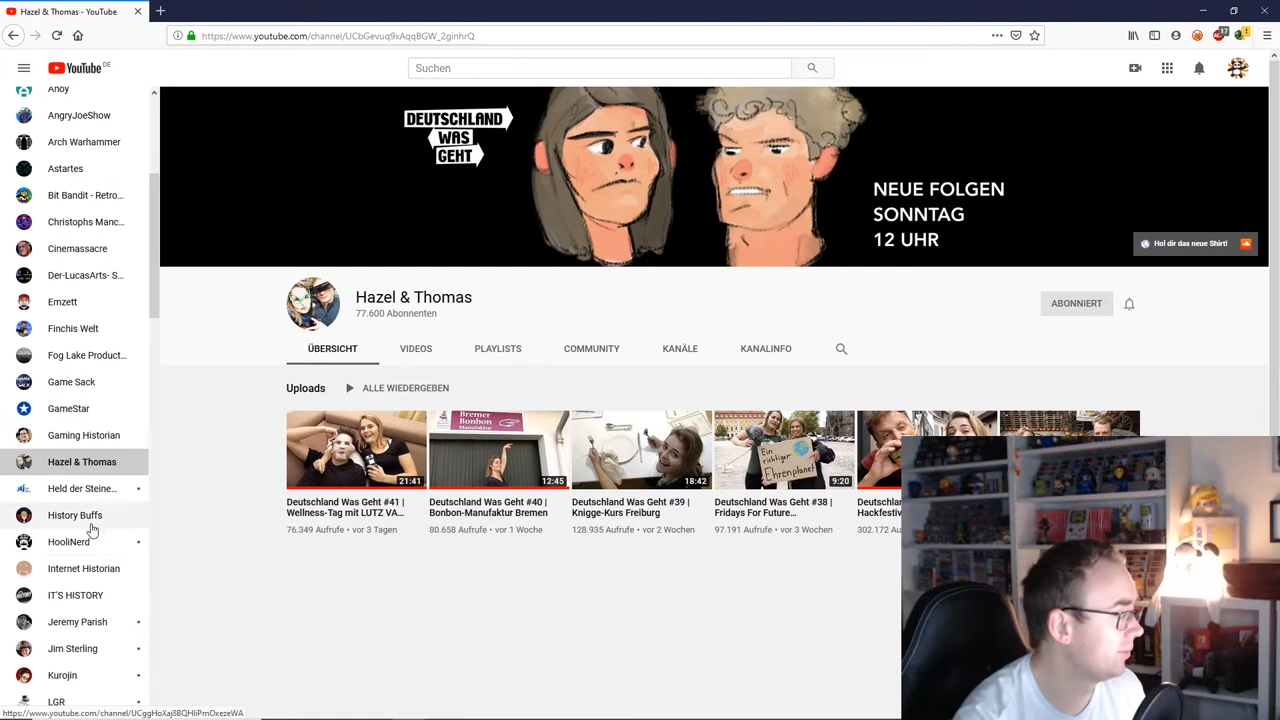 Hazel & Thomas - YouTube
https://www.youtube.com/channel/UCbGevuq9xAqqBGW_2ginhrQ
17
YouTube DE
Suchen
Ahoy
AngryJoeShow
Arch Warhammer
Astartes
Bit Bandit - Retro...
Christophs Manc...
Cinemassacre
Der-LucasArts- S...
Emzett
Finchis Welt
Fog Lake Product...
Game Sack
GameStar
Gaming Historian
Hazel & Thomas
Held der Steine...
History Buffs
HooliNerd
Internet Historian
IT'S HISTORY
Jeremy Parish
Jim Sterling
Kurojin
LGR
https://www.youtube.com/channel/UCggHoXaj8BQHIiPmOxezeWA
DEUTSCHLAND
WAS
GEHT
NEUE FOLGEN
SONNTAG
12 UHR
Hol dir das neue Shirt!
Hazel & Thomas
77.600 Abonnenten
ABONNIERT
ÜBERSICHT VIDEOS PLAYLISTS COMMUNITY KANÄLE KANALINFO
Uploads ALLE WIEDERGEBEN
21:41
Deutschland Was Geht #41 |
Wellness-Tag mit LUTZ VA...
76.349 Aufrufe • vor 3 Tagen
Bremer
Bonbon
Manufaktur
12:45
Deutschland Was Geht #40 |
Bonbon-Manufaktur Bremen
80.658 Aufrufe • vor 1 Woche
18:42
Deutschland Was Geht #39 |
Knigge-Kurs Freiburg
128.935 Aufrufe • vor 2 Wochen
Ein
richtiger
Ehrenplanet
9:20
Deutschland Was Geht #38 |
Fridays For Future...
97.191 Aufrufe • vor 3 Wochen
Deutschla
Hackfestiv
302.172 Au